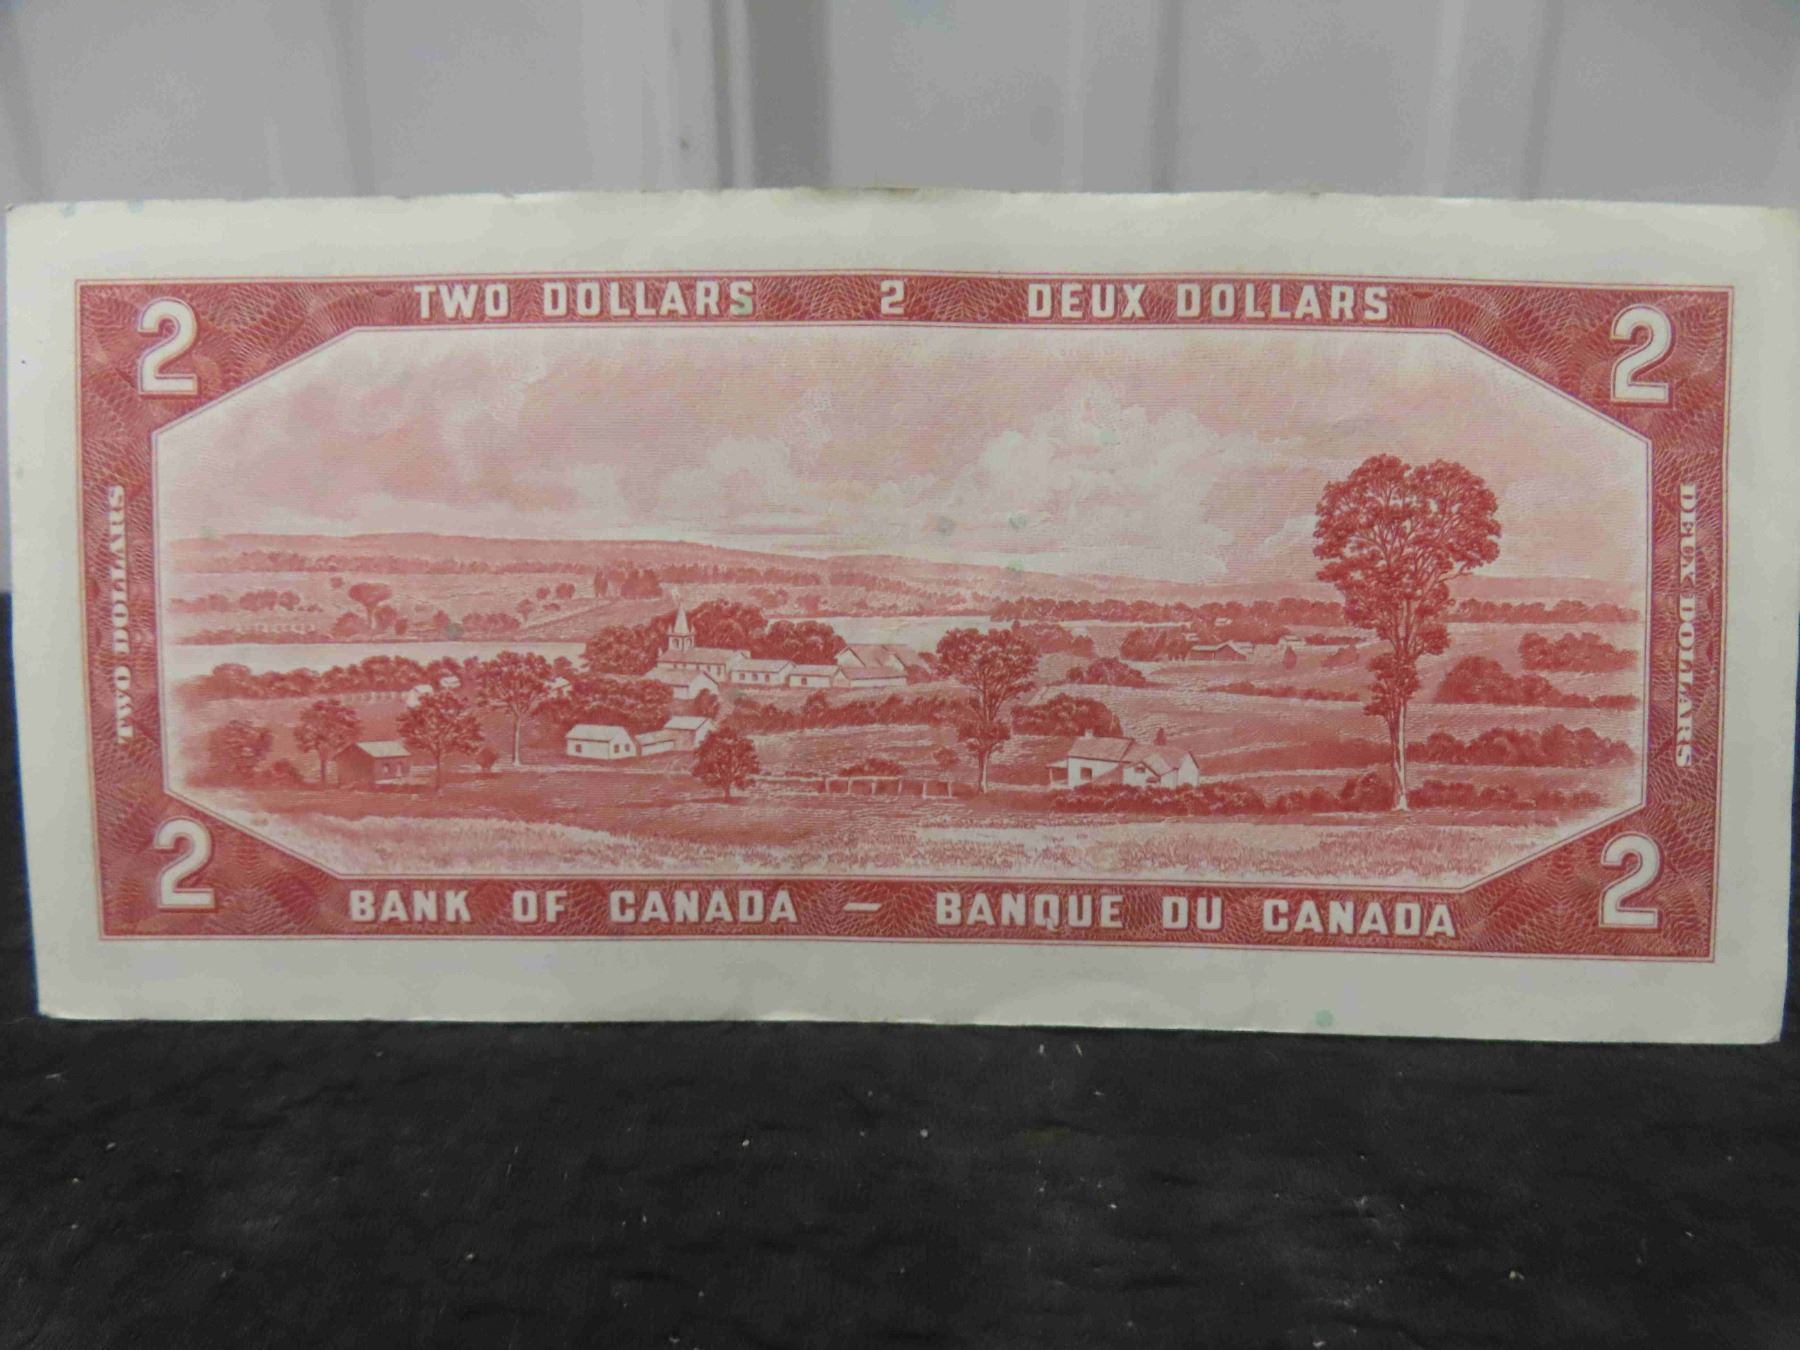 TWO DOLLARS 2 DEUX DOLLARS
2 2
TWO DOLLARS
DEUX DOLLARS
2 2
BANK OF CANADA — BANQUE DU CANADA